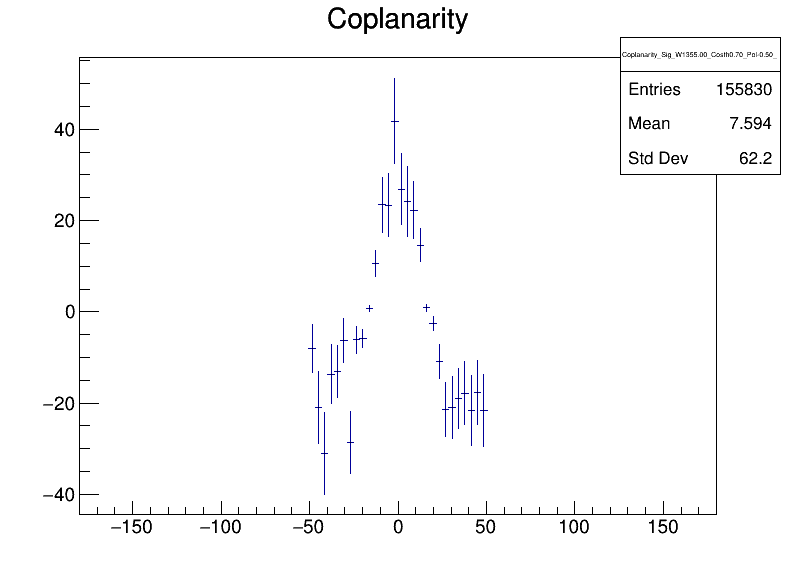 Coplanarity
Coplanarity_Sig_W1355.00_Costh0.70_Pol-0.50_
Entries 155830
Mean 7.594
Std Dev 62.2
40
20
0
−20
−40
−150 −100 −50 0 50 100 150